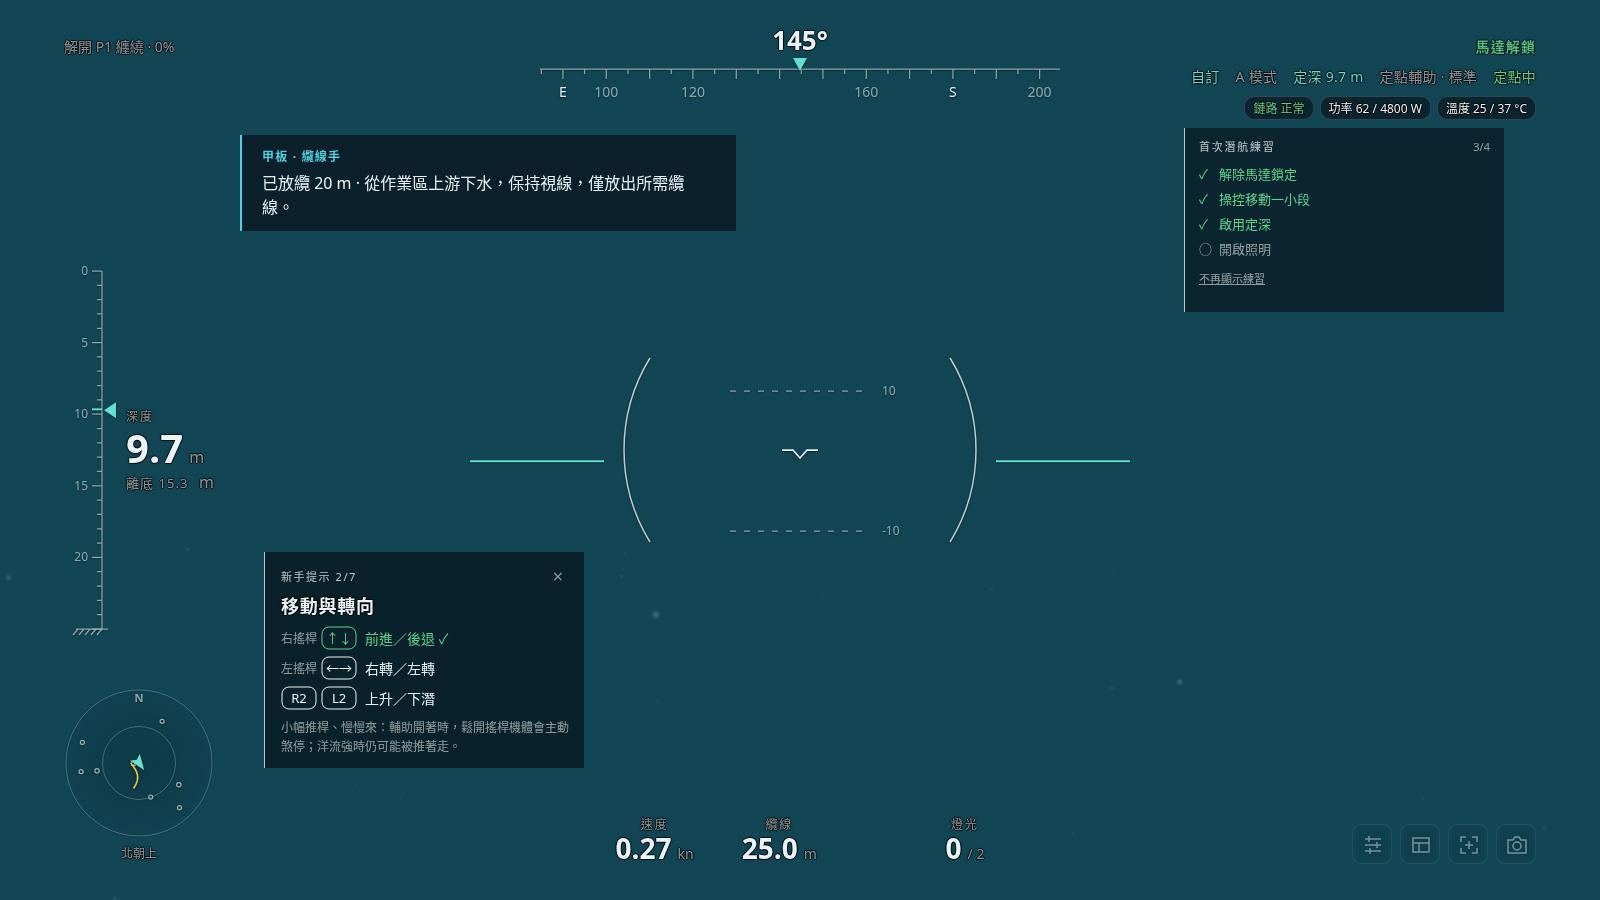 解開 P1 纏繞 · 0%
145°
E 100 120 160 S 200
馬達解鎖
自訂 A 模式 定深 9.7 m 定點輔助 · 標準 定點中
鏈路 正常 功率 62 / 4800 W 溫度 25 / 37 °C
甲板 · 纜線手
已放纜 20 m · 從作業區上游下水，保持視線，僅放出所需纜
線。
首次潛航練習 3/4
✓ 解除馬達鎖定
✓ 操控移動一小段
✓ 啟用定深
○ 開啟照明
不再顯示練習
0
5
10
15
20
深度
9.7 m
離底 15.3 m
10
-10
新手提示 2/7 ✕
移動與轉向
右搖桿 ↑↓ 前進／後退 ✓
左搖桿 ←→ 右轉／左轉
R2 L2 上升／下潛
小幅推桿、慢慢來：輔助開著時，鬆開搖桿機體會主動
煞停；洋流強時仍可能被推著走。
N
北朝上
速度
0.27 kn
纜線
25.0 m
燈光
0 / 2